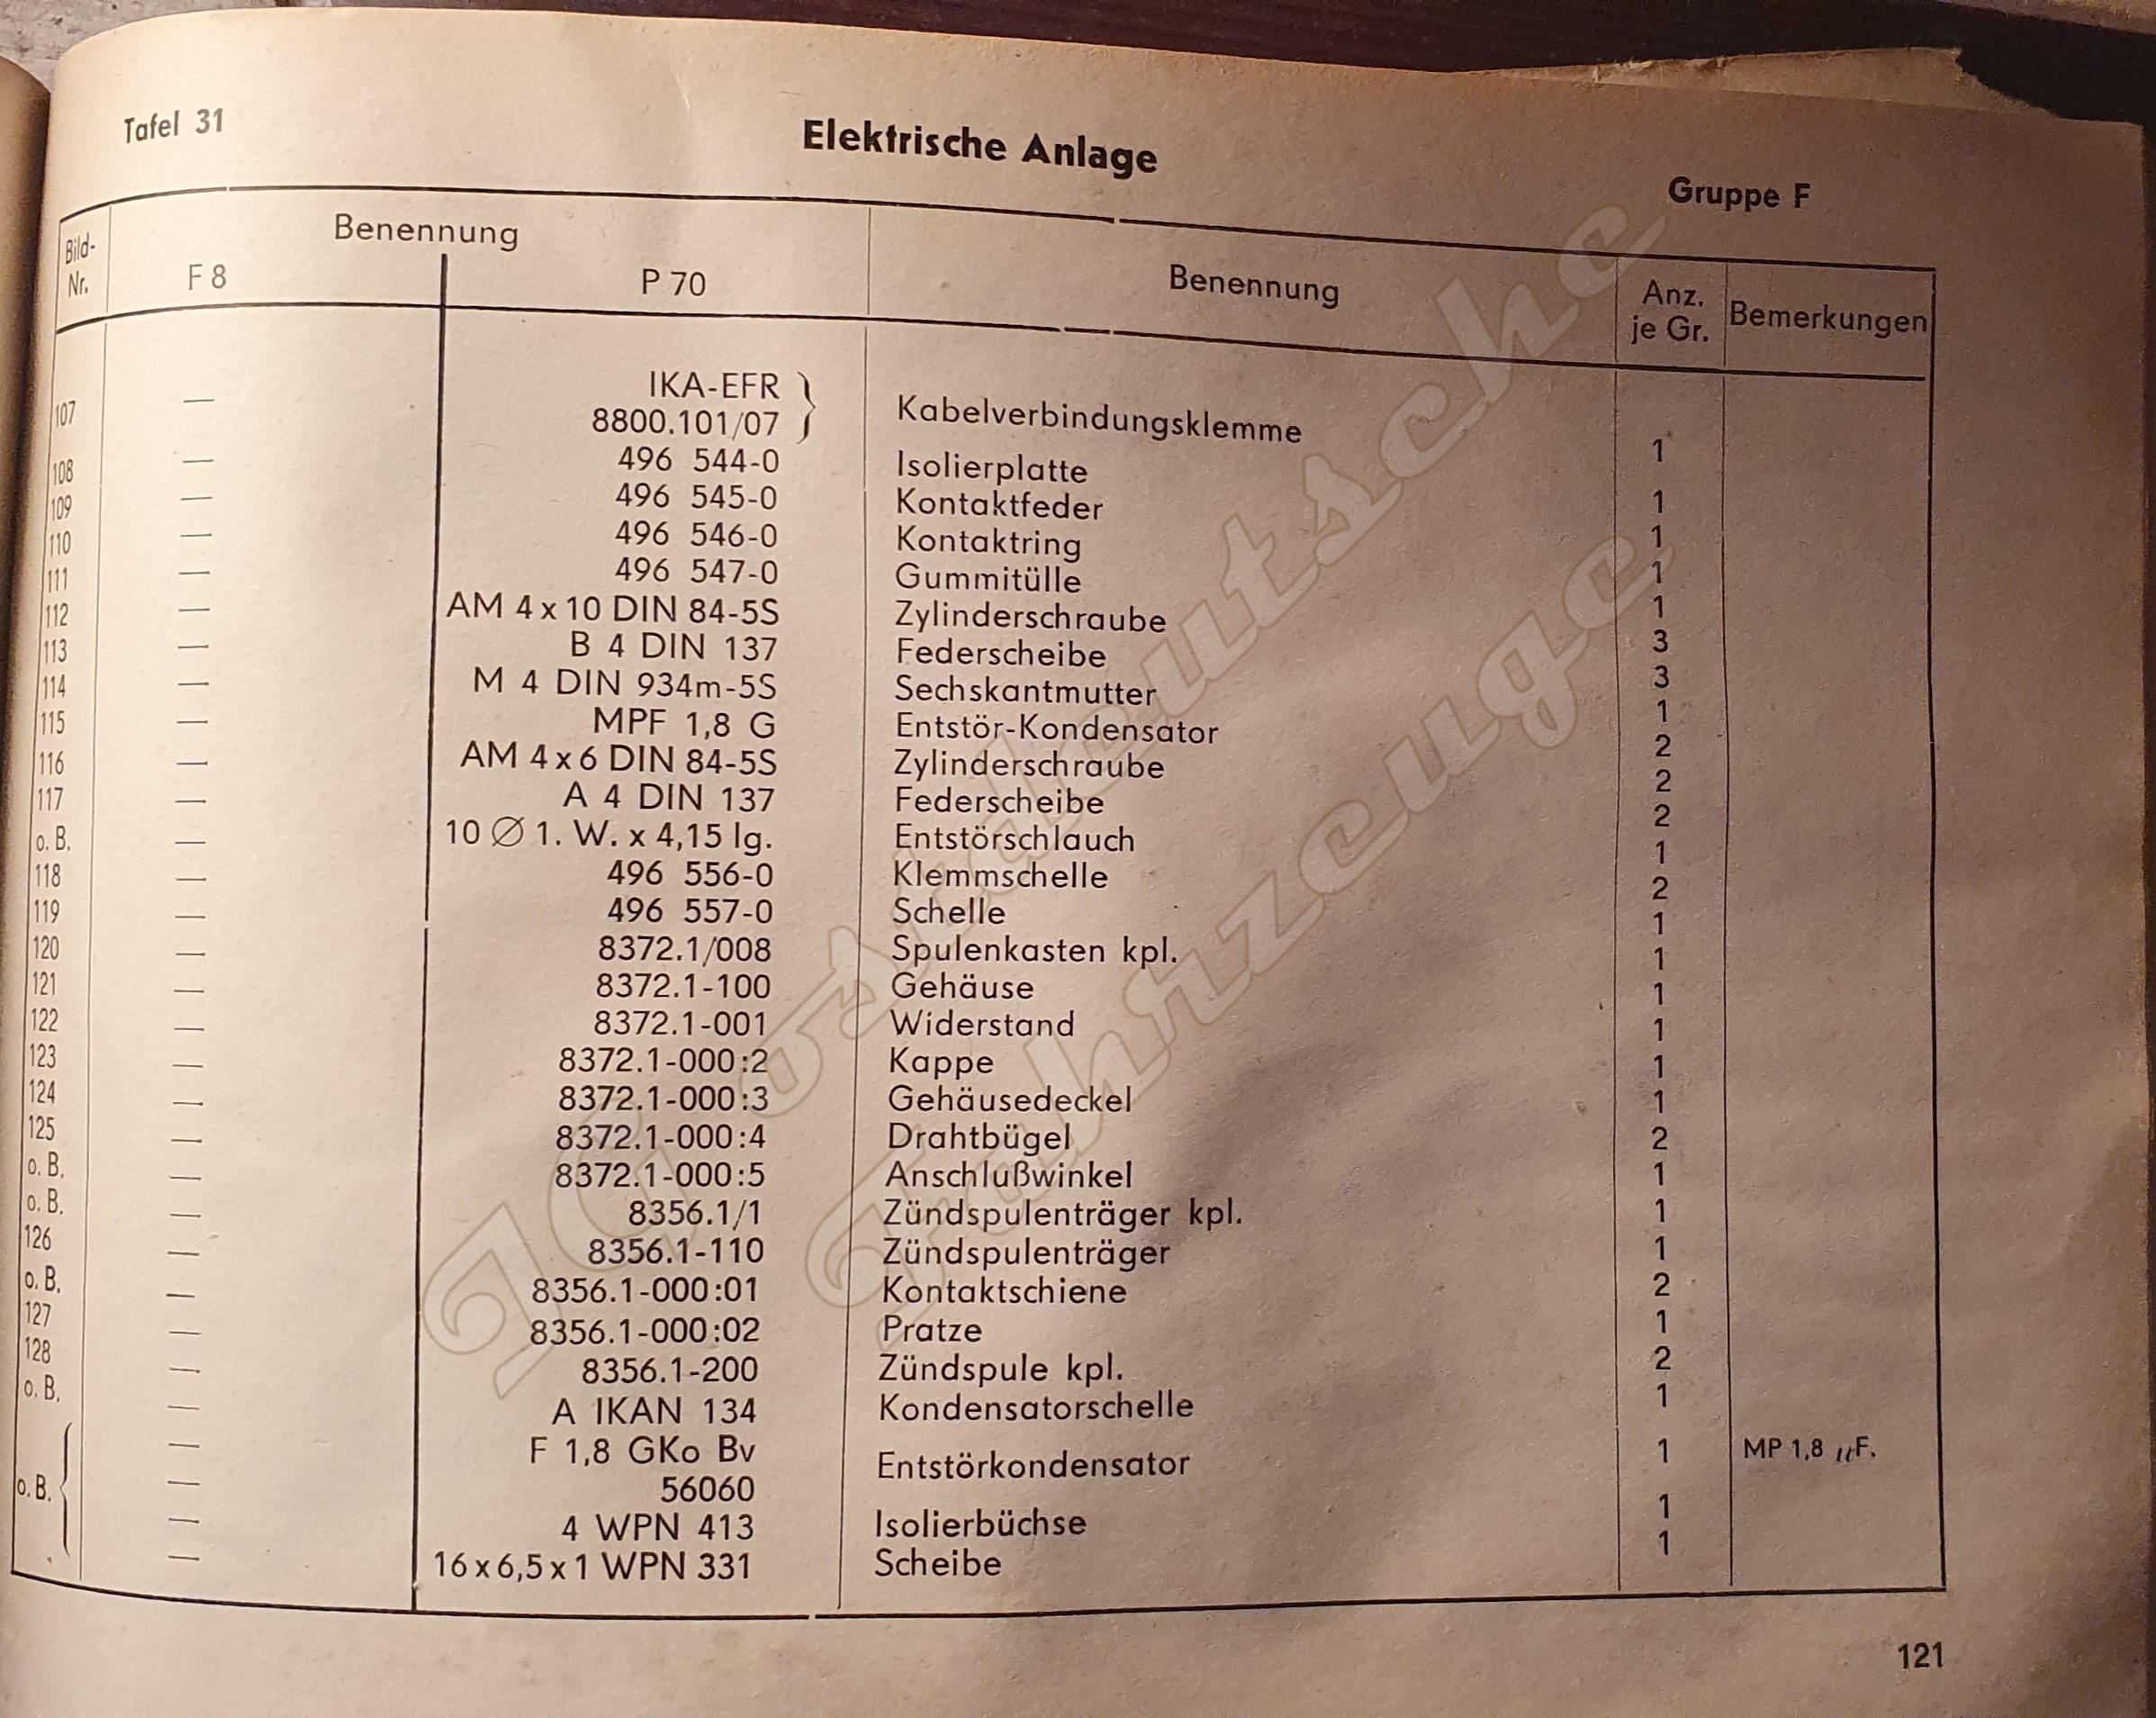 Tafel 31
Elektrische Anlage
Gruppe F
Bild-Nr.
Benennung
F 8
P 70
Benennung
Anz. je Gr.
Bemerkungen
107 — IKA-EFR
8800.101/07 } Kabelverbindungsklemme 1
108 — 496 544-0 Isolierplatte 1
109 — 496 545-0 Kontaktfeder 1
110 — 496 546-0 Kontaktring 1
111 — 496 547-0 Gummitülle 1
112 — AM 4 x 10 DIN 84-5S Zylinderschraube 3
113 — B 4 DIN 137 Federscheibe 3
114 — M 4 DIN 934m-5S Sechskantmutter 1
115 — MPF 1,8 G Entstör-Kondensator 2
116 — AM 4 x 6 DIN 84-5S Zylinderschraube 2
117 — A 4 DIN 137 Federscheibe 2
o. B. — 10 ∅ 1. W. x 4,15 lg. Entstörschlauch 1
118 — 496 556-0 Klemmschelle 2
119 — 496 557-0 Schelle 1
120 — 8372.1/008 Spulenkasten kpl. 1
121 — 8372.1-100 Gehäuse 1
122 — 8372.1-001 Widerstand 1
123 — 8372.1-000:2 Kappe 1
124 — 8372.1-000:3 Gehäusedeckel 1
125 — 8372.1-000:4 Drahtbügel 2
o. B. — 8372.1-000:5 Anschlußwinkel 1
o. B. — 8356.1/1 Zündspulenträger kpl. 1
126 — 8356.1-110 Zündspulenträger 1
o. B. — 8356.1-000:01 Kontaktschiene 2
127 — 8356.1-000:02 Pratze 1
128 — 8356.1-200 Zündspule kpl. 2
o. B. — A IKAN 134 Kondensatorschelle 1
o. B. { — F 1,8 GKo Bv Entstörkondensator 1 MP 1,8 µF.
— 56060
— 4 WPN 413 Isolierbüchse 1
— 16 x 6,5 x 1 WPN 331 Scheibe 1
121
IG ostdeutsche
Fahrzeuge